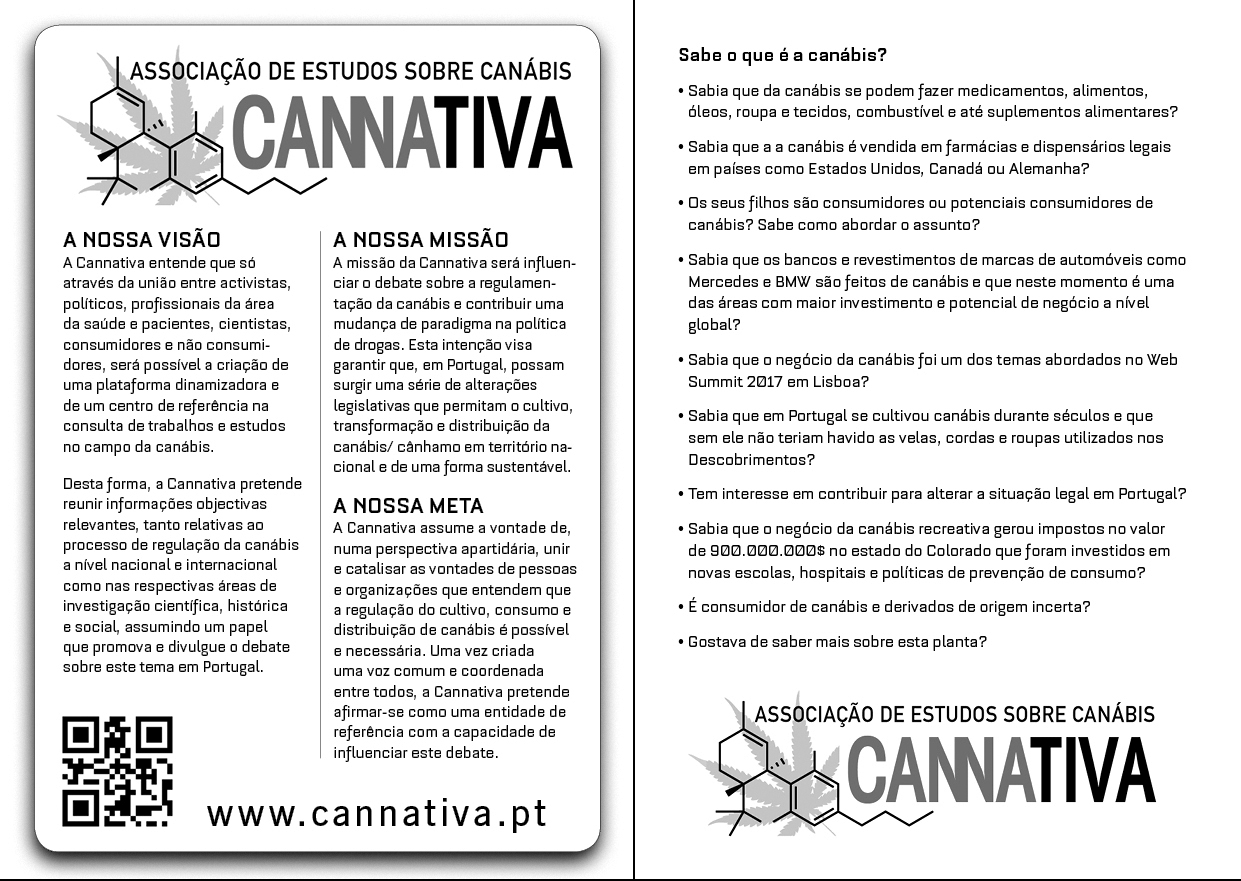 ASSOCIAÇÃO DE ESTUDOS SOBRE CANÁBIS
CANNATIVA
A NOSSA VISÃO
A Cannativa entende que só
através da união entre activistas,
políticos, profissionais da área
da saúde e pacientes, cientistas,
consumidores e não consumi-
dores, será possível a criação de
uma plataforma dinamizadora e
de um centro de referência na
consulta de trabalhos e estudos
no campo da canábis.
Desta forma, a Cannativa pretende
reunir informações objectivas
relevantes, tanto relativas ao
processo de regulação da canábis
a nível nacional e internacional
como nas respectivas áreas de
investigação científica, histórica
e social, assumindo um papel
que promova e divulgue o debate
sobre este tema em Portugal.
A NOSSA MISSÃO
A missão da Cannativa será influen-
ciar o debate sobre a regulamen-
tação da canábis e contribuir uma
mudança de paradigma na política
de drogas. Esta intenção visa
garantir que, em Portugal, possam
surgir uma série de alterações
legislativas que permitam o cultivo,
transformação e distribuição da
canábis/ cânhamo em território na-
cional e de uma forma sustentável.
A NOSSA META
A Cannativa assume a vontade de,
numa perspectiva apartidária, unir
e catalisar as vontades de pessoas
e organizações que entendem que
a regulação do cultivo, consumo e
distribuição de canábis é possível
e necessária. Uma vez criada
uma voz comum e coordenada
entre todos, a Cannativa pretende
afirmar-se como uma entidade de
referência com a capacidade de
influenciar este debate.
www.cannativa.pt
Sabe o que é a canábis?
• Sabia que da canábis se podem fazer medicamentos, alimentos,
óleos, roupa e tecidos, combustível e até suplementos alimentares?
• Sabia que a a canábis é vendida em farmácias e dispensários legais
em países como Estados Unidos, Canadá ou Alemanha?
• Os seus filhos são consumidores ou potenciais consumidores de
canábis? Sabe como abordar o assunto?
• Sabia que os bancos e revestimentos de marcas de automóveis como
Mercedes e BMW são feitos de canábis e que neste momento é uma
das áreas com maior investimento e potencial de negócio a nível
global?
• Sabia que o negócio da canábis foi um dos temas abordados no Web
Summit 2017 em Lisboa?
• Sabia que em Portugal se cultivou canábis durante séculos e que
sem ele não teriam havido as velas, cordas e roupas utilizados nos
Descobrimentos?
• Tem interesse em contribuir para alterar a situação legal em Portugal?
• Sabia que o negócio da canábis recreativa gerou impostos no valor
de 900.000.000$ no estado do Colorado que foram investidos em
novas escolas, hospitais e políticas de prevenção de consumo?
• É consumidor de canábis e derivados de origem incerta?
• Gostava de saber mais sobre esta planta?
ASSOCIAÇÃO DE ESTUDOS SOBRE CANÁBIS
CANNATIVA